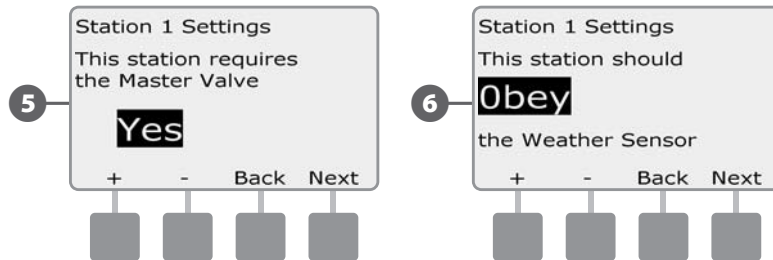 5
Station 1 Settings
This station requires
the Master Valve
Yes
+ - Back Next
6
Station 1 Settings
This station should
0bey
the Weather Sensor
+ - Back Next